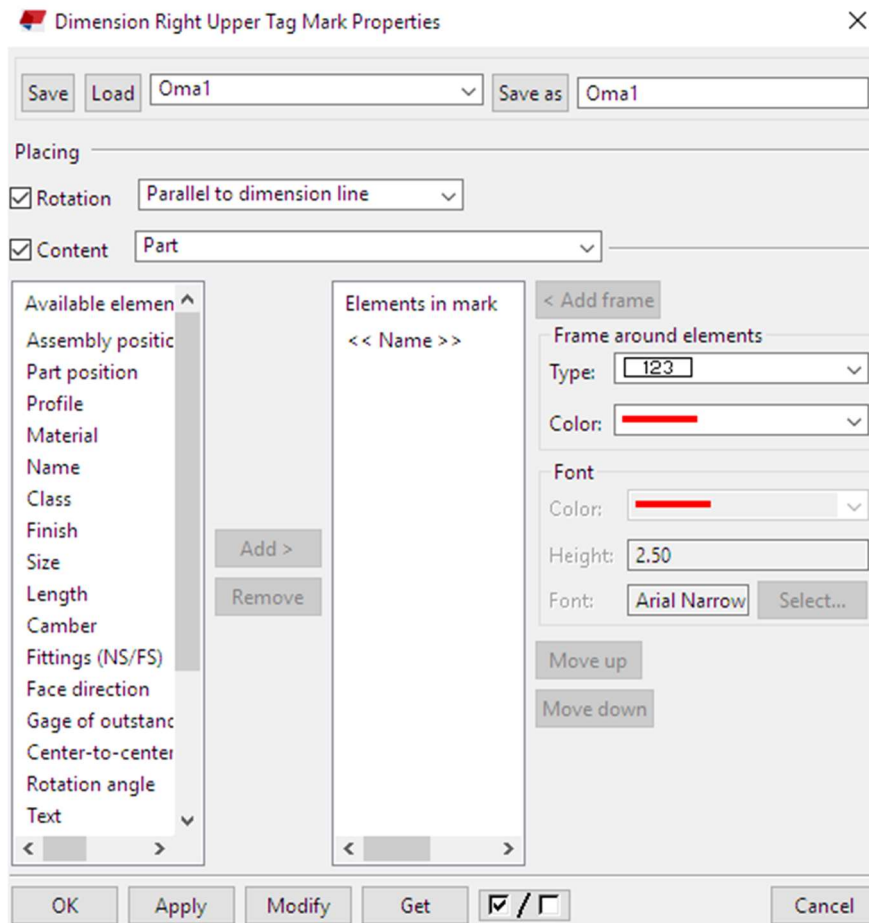 Dimension Right Upper Tag Mark Properties
Save Load Oma1 Save as Oma1
Placing
Rotation Parallel to dimension line
Content Part
Available elemen
Elements in mark
< Add frame
Assembly positic
<< Name >>
Frame around elements
Part position
Type: 123
Profile
Color:
Material
Name
Font
Class
Color:
Finish
Add >
Height: 2.50
Size
Length
Remove
Font: Arial Narrow Select...
Camber
Fittings (NS/FS)
Move up
Face direction
Gage of outstanc
Move down
Center-to-center
Rotation angle
Text
OK Apply Modify Get / Cancel